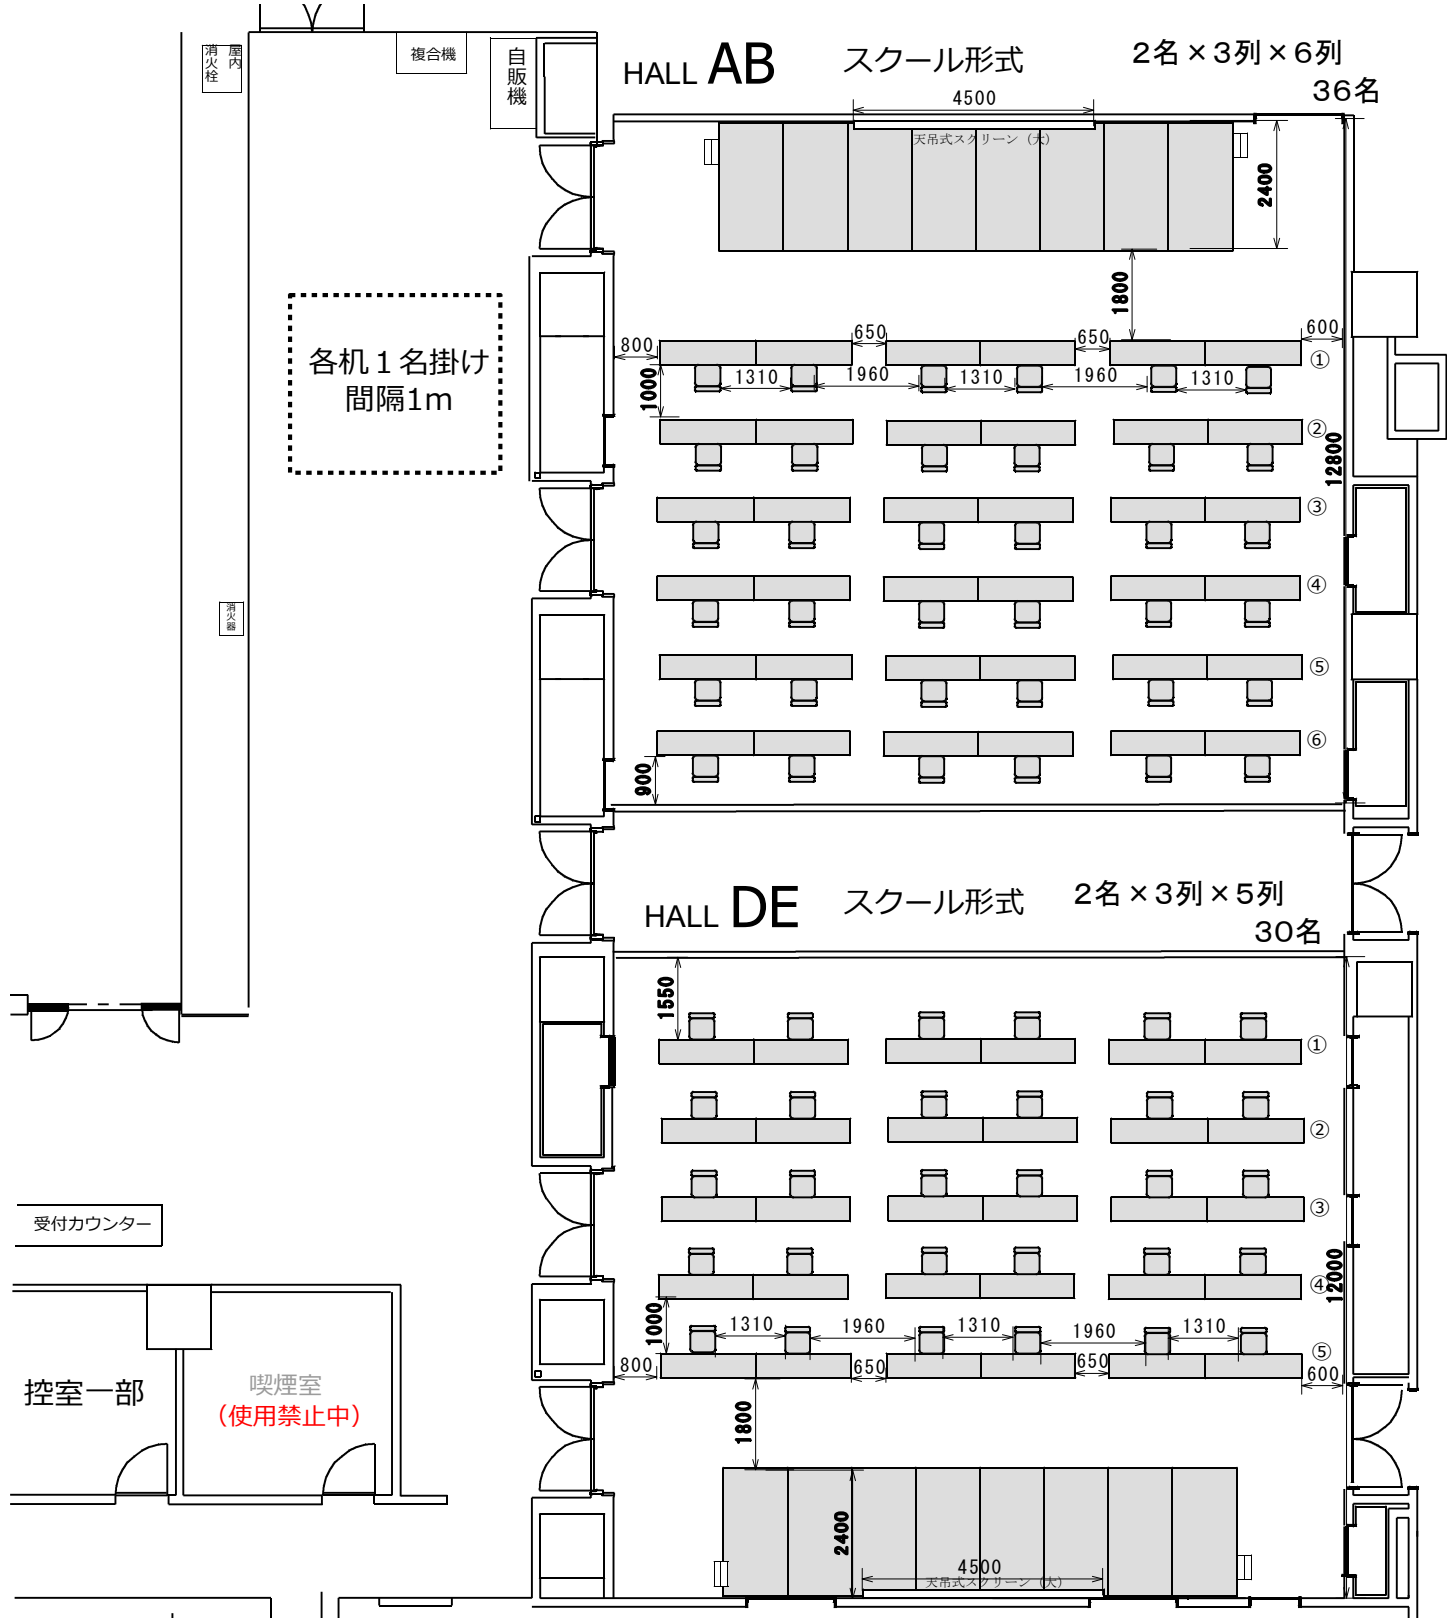 屋内
消火栓
複合機
自販機
HALL AB スクール形式 2名×3列×6列
36名
4500
天吊式スクリーン（大）
2400
1800
各机１名掛け
間隔1m
800
650
650
600
①
1000
1310
1960
1310
1960
1310
②
12800
③
④
消火器
⑤
⑥
900
HALL DE スクール形式 2名×3列×5列
30名
1550
①
②
③
受付カウンター
④
12000
1000
1310
1960
1310
1960
1310
⑤
800
650
650
600
控室一部
喫煙室
（使用禁止中）
1800
2400
4500
天吊式スクリーン（大）